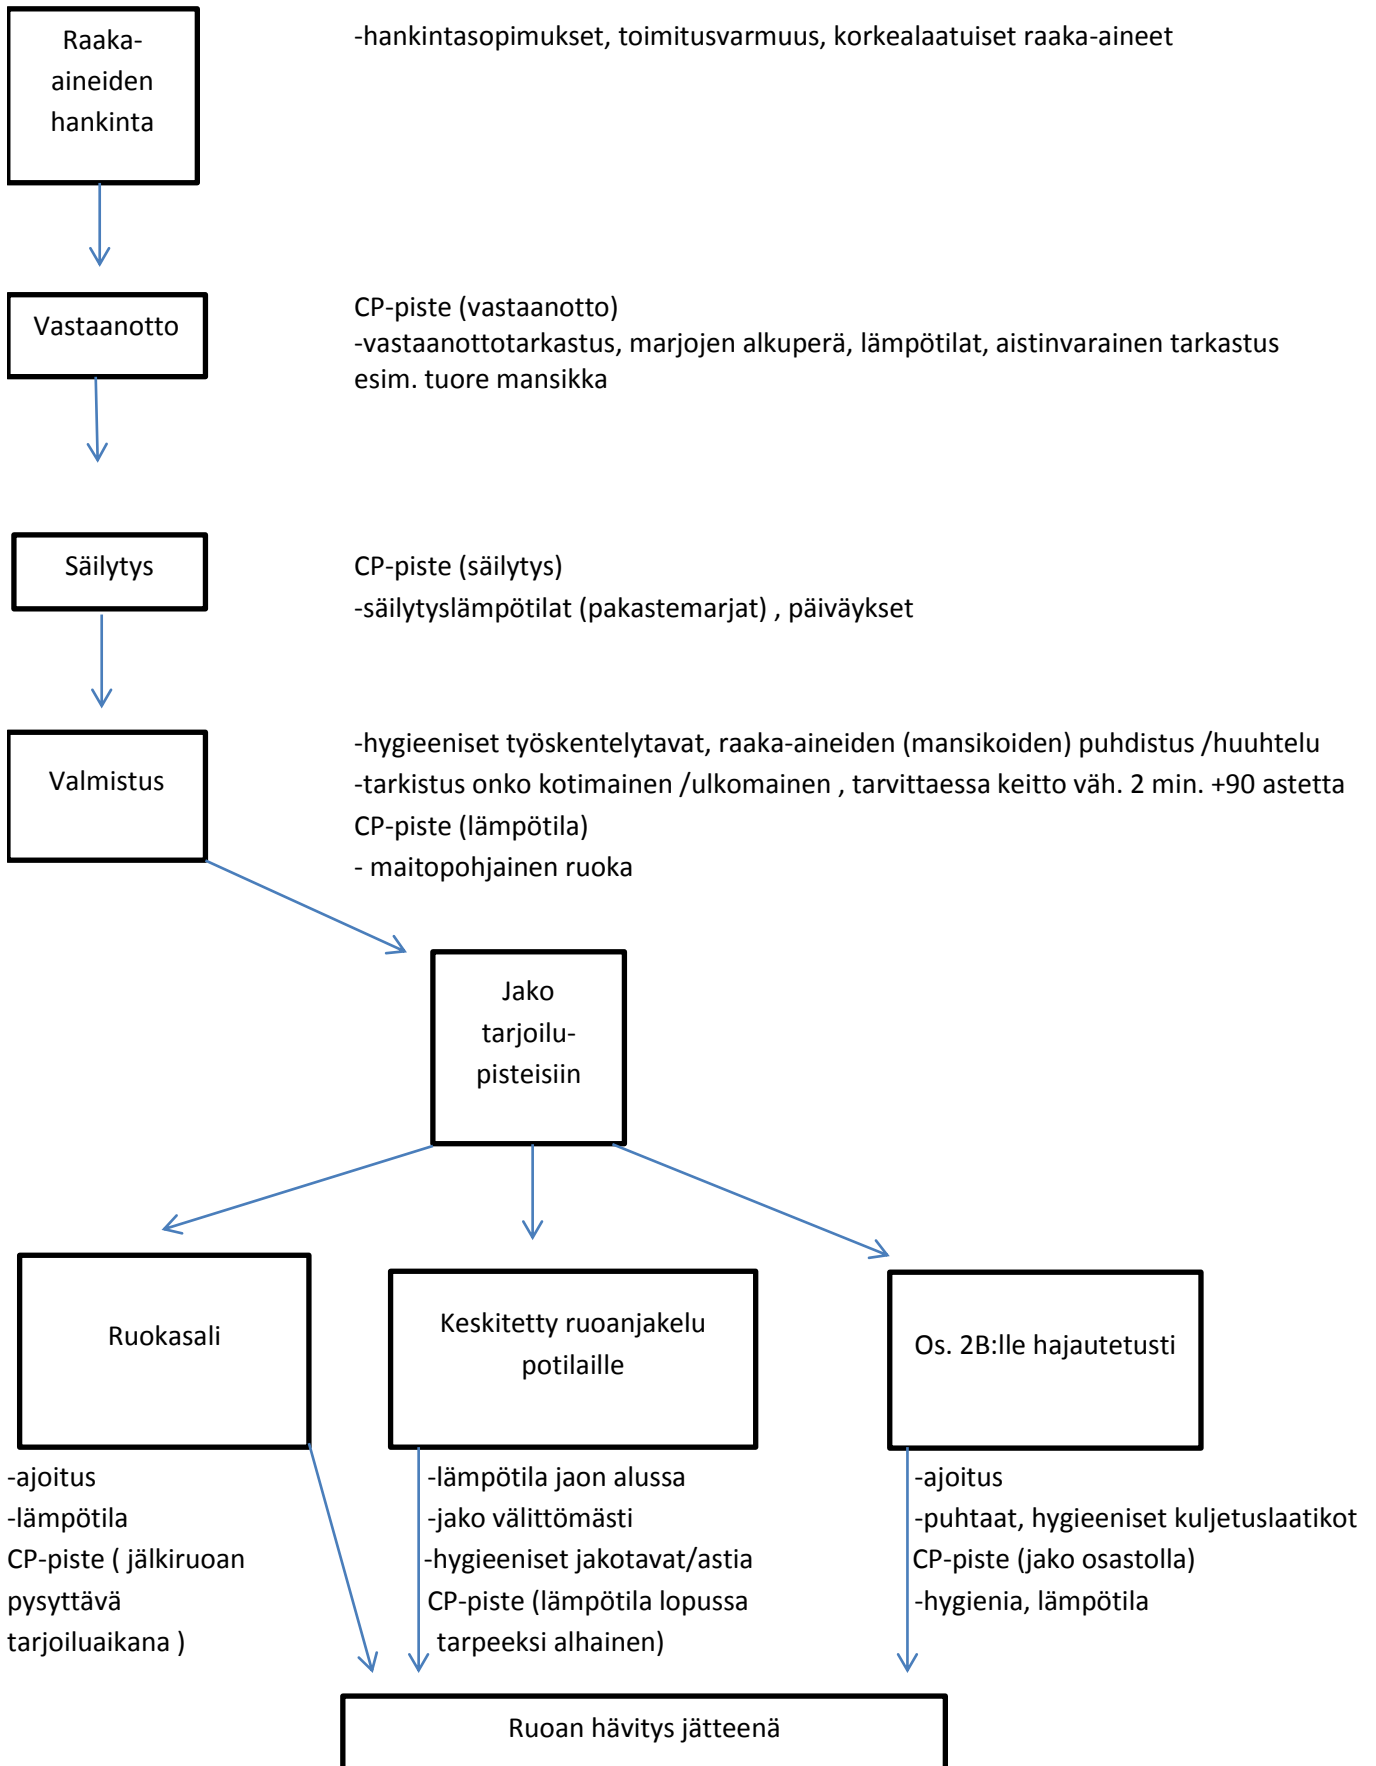 Raaka-
aineiden
hankinta
-hankintasopimukset, toimitusvarmuus, korkealaatuiset raaka-aineet
Vastaanotto
CP-piste (vastaanotto)
-vastaanottotarkastus, marjojen alkuperä, lämpötilat, aistinvarainen tarkastus
esim. tuore mansikka
Säilytys
CP-piste (säilytys)
-säilytyslämpötilat (pakastemarjat) , päiväykset
Valmistus
-hygieeniset työskentelytavat, raaka-aineiden (mansikoiden) puhdistus /huuhtelu
-tarkistus onko kotimainen /ulkomainen , tarvittaessa keitto väh. 2 min. +90 astetta
CP-piste (lämpötila)
- maitopohjainen ruoka
Jako
tarjoilu-
pisteisiin
Ruokasali
-ajoitus
-lämpötila
CP-piste ( jälkiruoan
pysyttävä
tarjoiluaikana )
Keskitetty ruoanjakelu
potilaille
-lämpötila jaon alussa
-jako välittömästi
-hygieeniset jakotavat/astia
CP-piste (lämpötila lopussa
tarpeeksi alhainen)
Os. 2B:lle hajautetusti
-ajoitus
-puhtaat, hygieeniset kuljetuslaatikot
CP-piste (jako osastolla)
-hygienia, lämpötila
Ruoan hävitys jätteenä